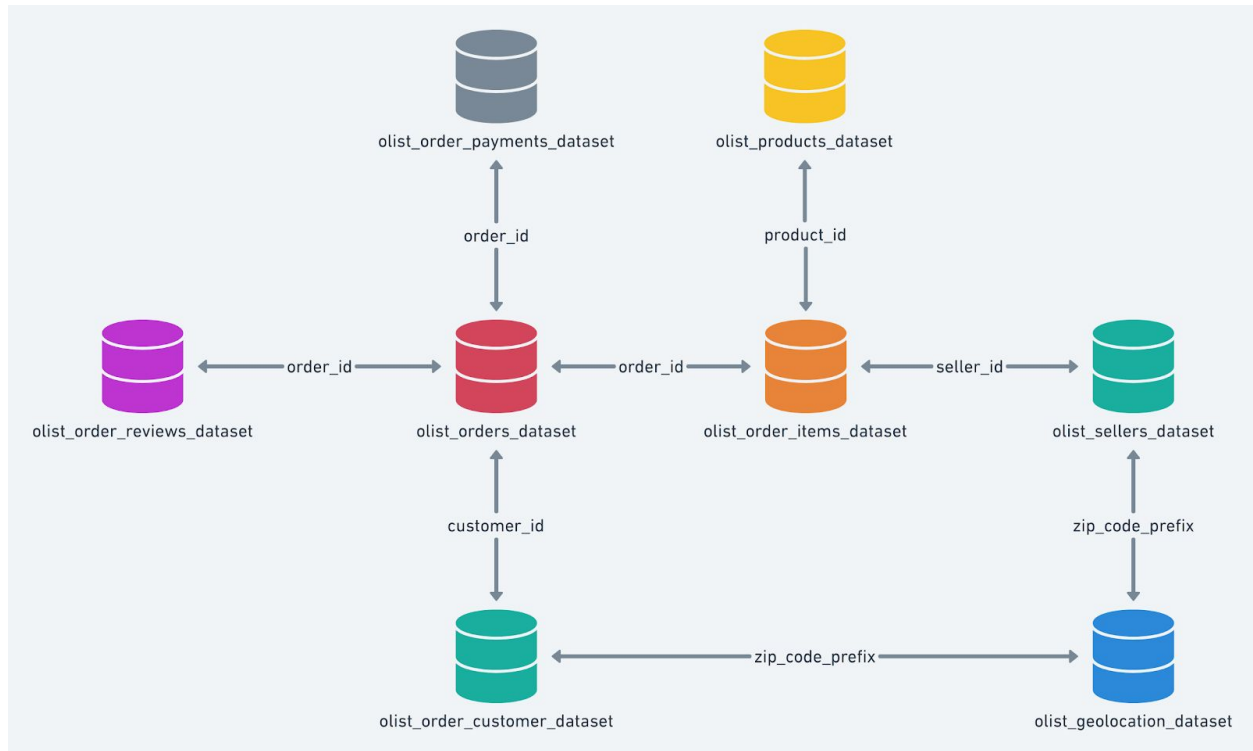 olist_order_payments_dataset
olist_products_dataset
order_id
product_id
order_id
order_id
seller_id
olist_order_reviews_dataset
olist_orders_dataset
olist_order_items_dataset
olist_sellers_dataset
customer_id
zip_code_prefix
zip_code_prefix
olist_order_customer_dataset
olist_geolocation_dataset